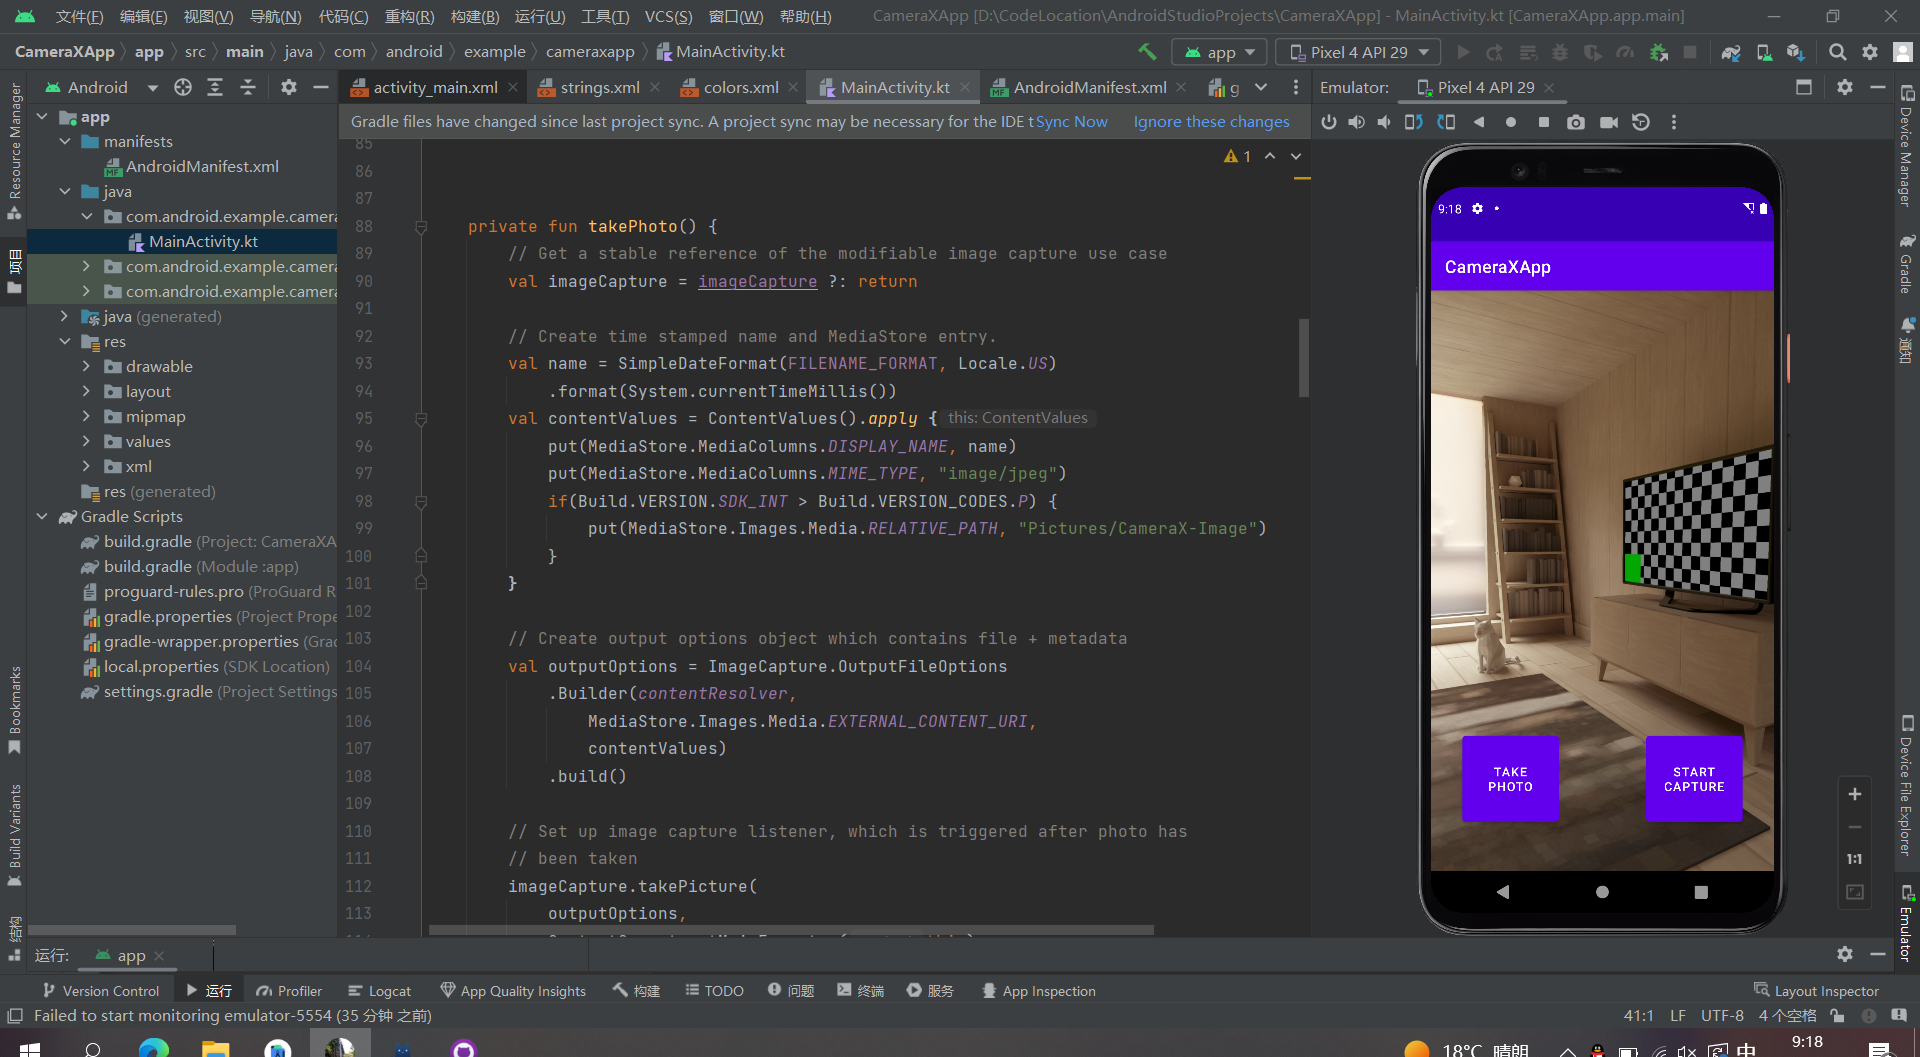 文件(F) 编辑(E) 视图(V) 导航(N) 代码(C) 重构(R) 构建(B) 运行(U) 工具(T) VCS(S) 窗口(W) 帮助(H) CameraXApp [D:\CodeLocation\AndroidStudioProjects\CameraXApp] - MainActivity.kt [CameraXApp.app.main]
CameraXApp app src main java com android example cameraxapp MainActivity.kt app Pixel 4 API 29
Android activity_main.xml strings.xml colors.xml MainActivity.kt AndroidManifest.xml g Emulator: Pixel 4 API 29
Gradle files have changed since last project sync. A project sync may be necessary for the IDE t Sync Now Ignore these changes
Resource Manager
项目
Bookmarks
Build Variants
结构
app
manifests
AndroidManifest.xml
java
com.android.example.camera
MainActivity.kt
com.android.example.camera
com.android.example.camera
java (generated)
res
drawable
layout
mipmap
values
xml
res (generated)
Gradle Scripts
build.gradle (Project: CameraXA
build.gradle (Module :app)
proguard-rules.pro (ProGuard R
gradle.properties (Project Prope
gradle-wrapper.properties (Grad
local.properties (SDK Location)
settings.gradle (Project Settings
1
85
86
87
88 private fun takePhoto() {
89 // Get a stable reference of the modifiable image capture use case
90 val imageCapture = imageCapture ?: return
91
92 // Create time stamped name and MediaStore entry.
93 val name = SimpleDateFormat(FILENAME_FORMAT, Locale.US)
94 .format(System.currentTimeMillis())
95 val contentValues = ContentValues().apply { this: ContentValues
96 put(MediaStore.MediaColumns.DISPLAY_NAME, name)
97 put(MediaStore.MediaColumns.MIME_TYPE, "image/jpeg")
98 if(Build.VERSION.SDK_INT > Build.VERSION_CODES.P) {
99 put(MediaStore.Images.Media.RELATIVE_PATH, "Pictures/CameraX-Image")
100 }
101 }
102
103 // Create output options object which contains file + metadata
104 val outputOptions = ImageCapture.OutputFileOptions
105 .Builder(contentResolver,
106 MediaStore.Images.Media.EXTERNAL_CONTENT_URI,
107 contentValues)
108 .build()
109
110 // Set up image capture listener, which is triggered after photo has
111 // been taken
112 imageCapture.takePicture(
113 outputOptions,
9:18
CameraXApp
TAKE
PHOTO
START
CAPTURE
1:1
Device Manager
Gradle
通知
Device File Explorer
Emulator
运行: app
Version Control 运行 Profiler Logcat App Quality Insights 构建 TODO 问题 终端 服务 App Inspection Layout Inspector
Failed to start monitoring emulator-5554 (35 分钟 之前) 41:1 LF UTF-8 4 个空格
18°C 晴朗 中 9:18